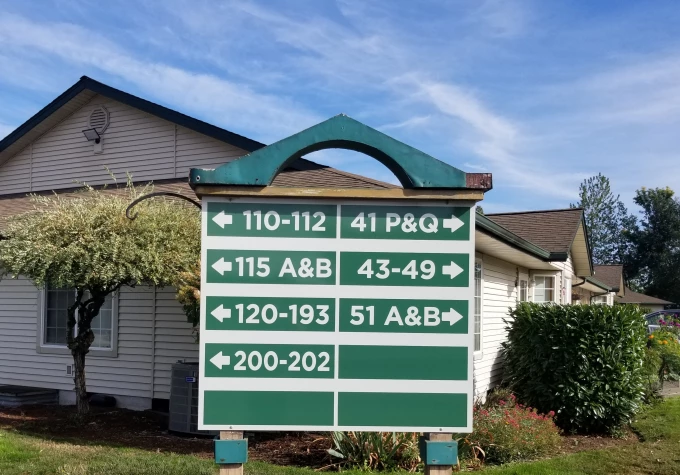 ← 110-112 41 P&Q →
← 115 A&B 43-49 →
← 120-193 51 A&B →
← 200-202